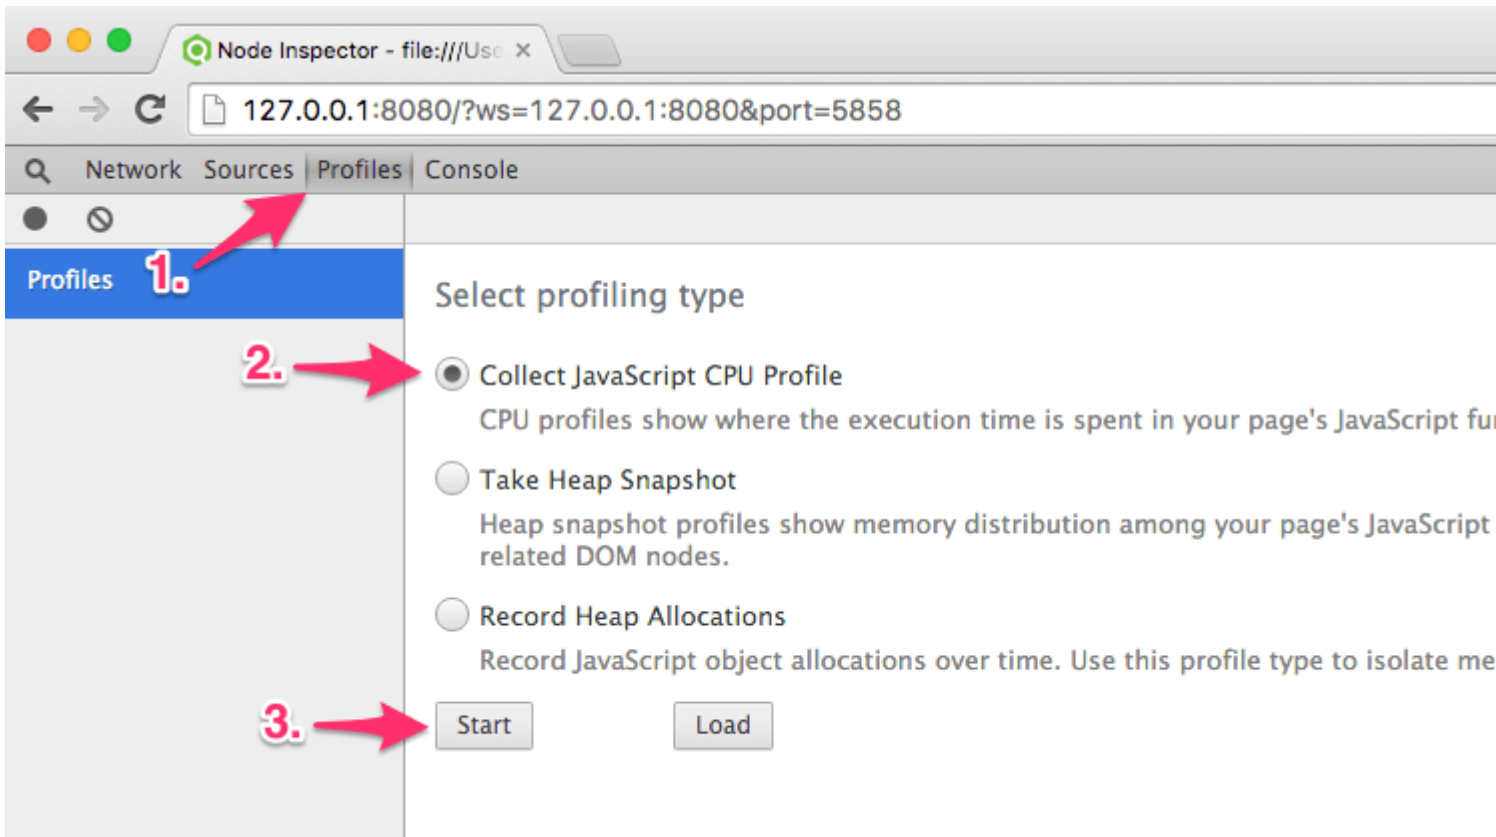 Node Inspector - file:///Use
127.0.0.1:8080/?ws=127.0.0.1:8080&port=5858
Network Sources Profiles Console
1.
Profiles
Select profiling type
2.
Collect JavaScript CPU Profile
CPU profiles show where the execution time is spent in your page's JavaScript fu
Take Heap Snapshot
Heap snapshot profiles show memory distribution among your page's JavaScript
related DOM nodes.
Record Heap Allocations
Record JavaScript object allocations over time. Use this profile type to isolate me
3.
Start Load